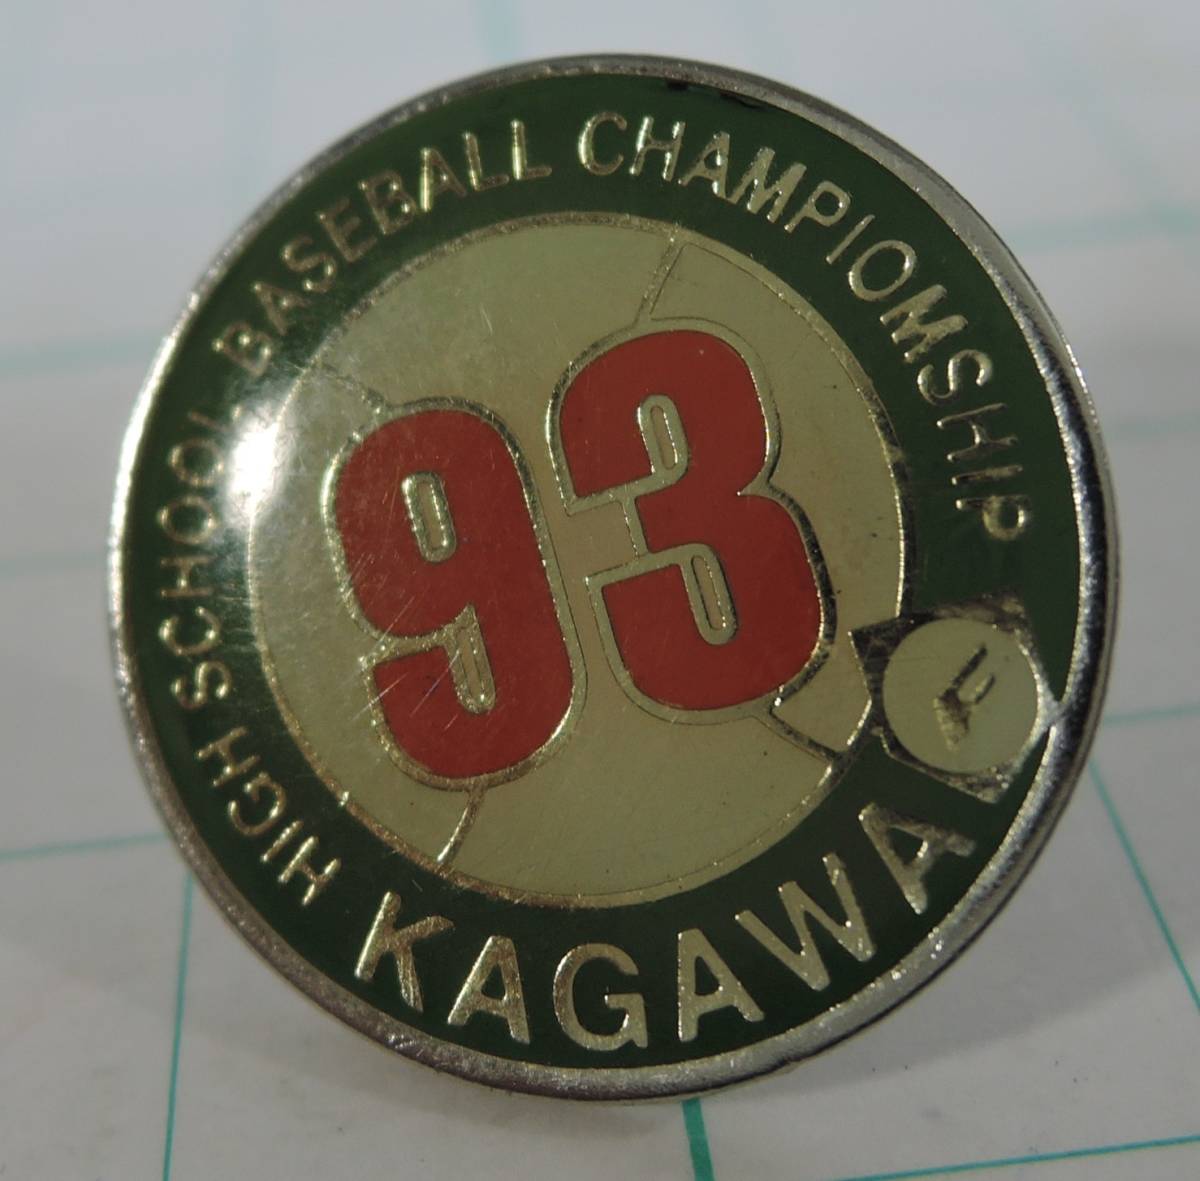 HIGH SCHOOL BASEBALL CHAMPIOMSHIP
93
F
KAGAWA